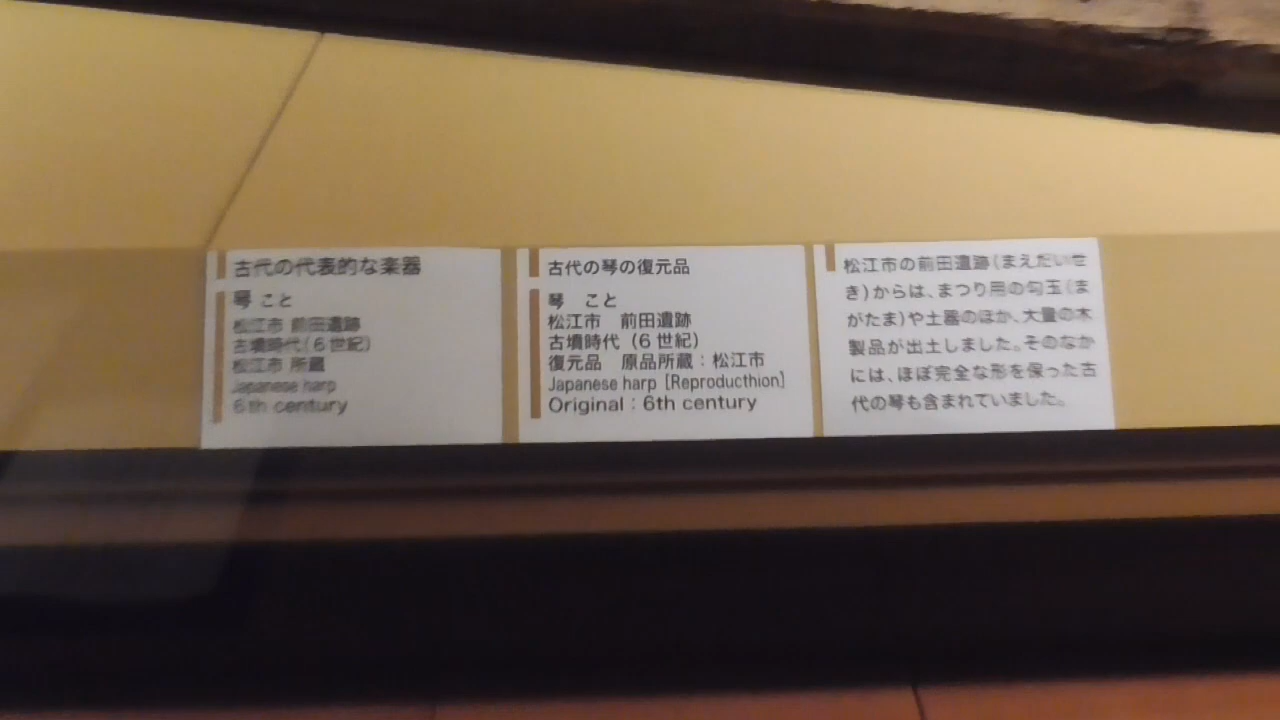 古代の代表的な楽器
琴 こと
松江市 前田遺跡
古墳時代(6世紀)
松江市 所蔵
Japanese harp
6th century
古代の琴の復元品
琴　こと
松江市　前田遺跡
古墳時代（6世紀）
復元品　原品所蔵：松江市
Japanese harp [Reproducthion]
Original：6th century
松江市の前田遺跡(まえだいせ
き)からは、まつり用の勾玉(ま
がたま)や土器のほか、大量の木
製品が出土しました。そのなか
には、ほぼ完全な形を保った古
代の琴も含まれていました。